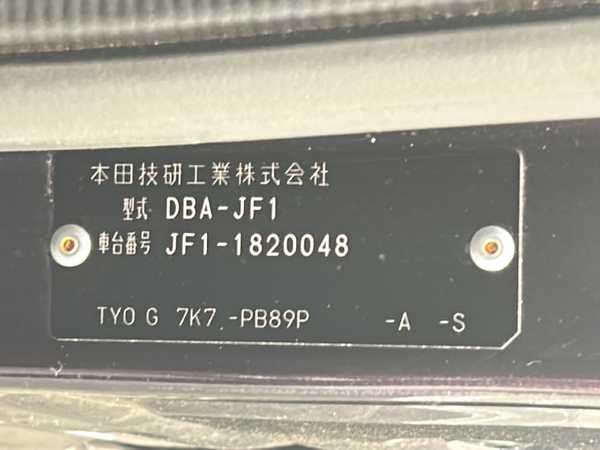 本田技研工業株式会社
型式 DBA-JF1
車台番号 JF1-1820048
TYO G 7K7.-PB89P -A -S